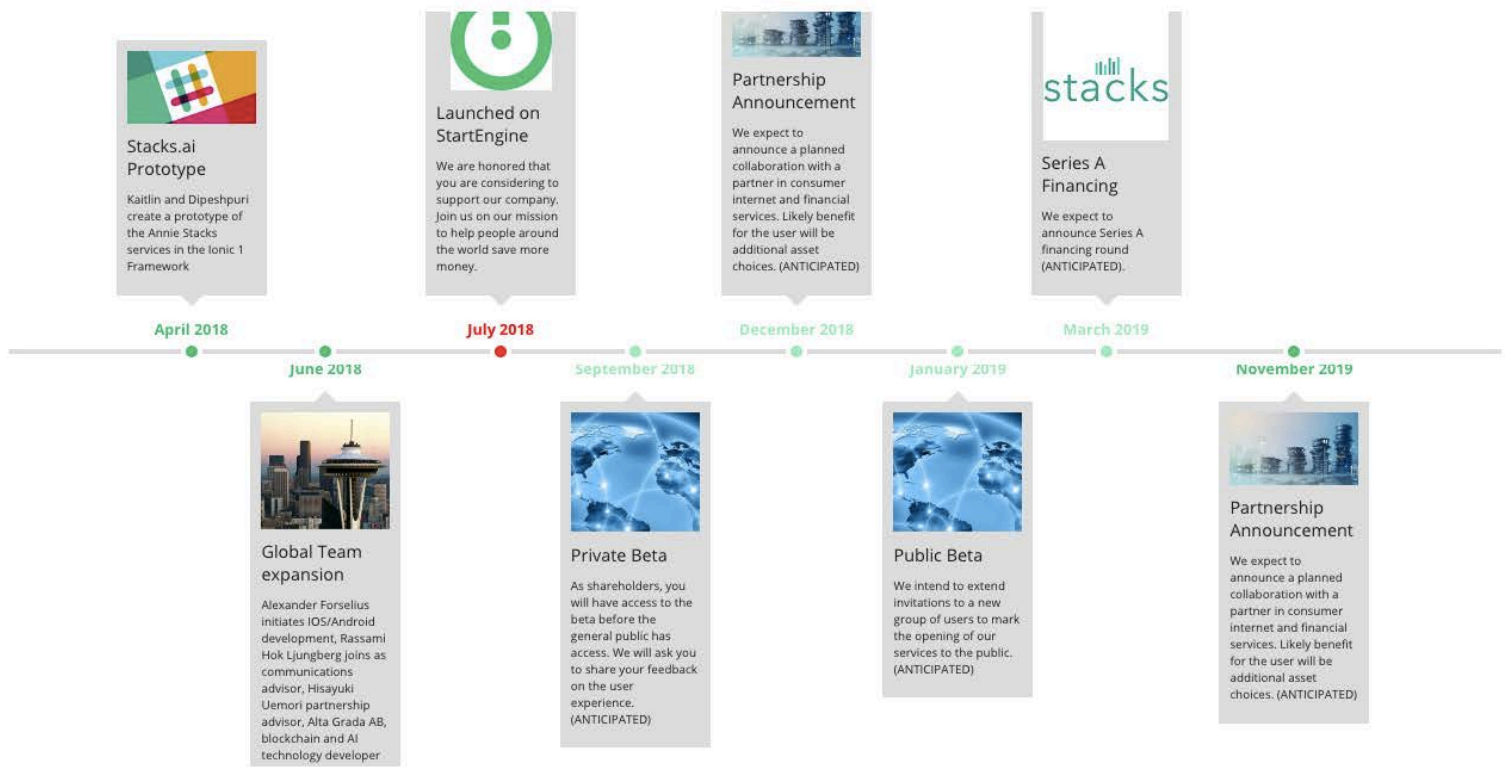 Stacks.ai
Prototype
Kaitlin and Dipeshpuri
create a prototype of
the Annie Stacks
services in the Ionic 1
Framework
April 2018
Launched on
StartEngine
We are honored that
you are considering to
support our company.
Join us on our mission
to help people around
the world save more
money.
July 2018
Partnership
Announcement
We expect to
announce a planned
collaboration with a
partner in consumer
internet and financial
services. Likely benefit
for the user will be
additional asset
choices. (ANTICIPATED)
December 2018
stacks
Series A
Financing
We expect to
announce Series A
financing round
(ANTICIPATED).
March 2019
June 2018
Global Team
expansion
Alexander Forselius
initiates IOS/Android
development, Rassami
Hok Ljungberg joins as
communications
advisor, Hisayuki
Uemori partnership
advisor, Alta Grada AB,
blockchain and AI
technology developer
September 2018
Private Beta
As shareholders, you
will have access to the
beta before the
general public has
access. We will ask you
to share your feedback
on the user
experience.
(ANTICIPATED)
January 2019
Public Beta
We intend to extend
invitations to a new
group of users to mark
the opening of our
services to the public.
(ANTICIPATED)
November 2019
Partnership
Announcement
We expect to
announce a planned
collaboration with a
partner in consumer
internet and financial
services. Likely benefit
for the user will be
additional asset
choices. (ANTICIPATED)